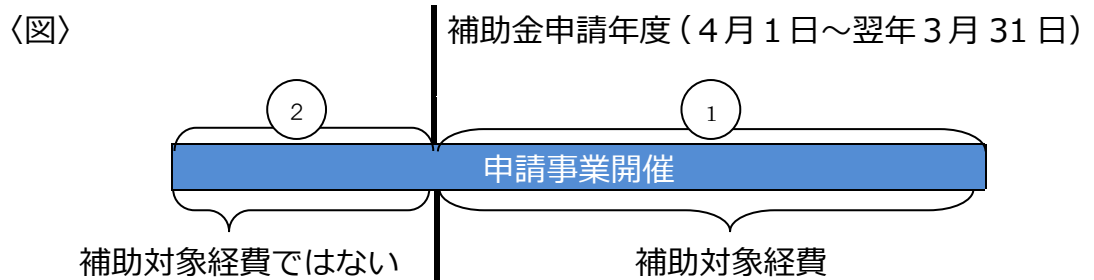 〈図〉
補助金申請年度（４月１日～翌年３月 31 日）
2
1
申請事業開催
補助対象経費ではない
補助対象経費